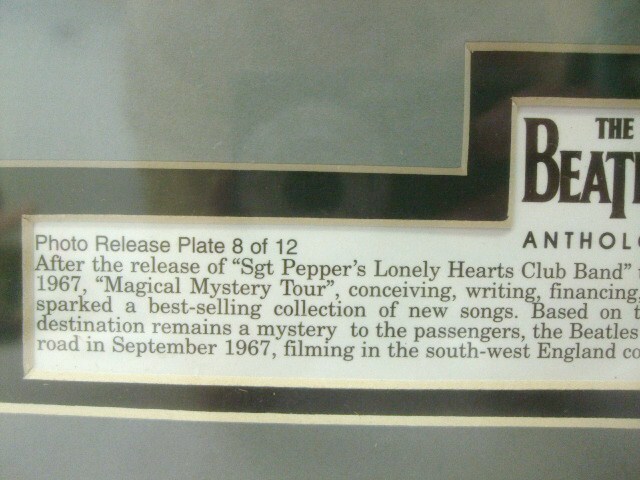 THE
BEAT
ANTHOL
Photo Release Plate 8 of 12
After the release of “Sgt Pepper’s Lonely Hearts Club Band”
1967, “Magical Mystery Tour”, conceiving, writing, financing,
sparked a best-selling collection of new songs. Based on
destination remains a mystery to the passengers, the Beatles
road in September 1967, filming in the south-west England co